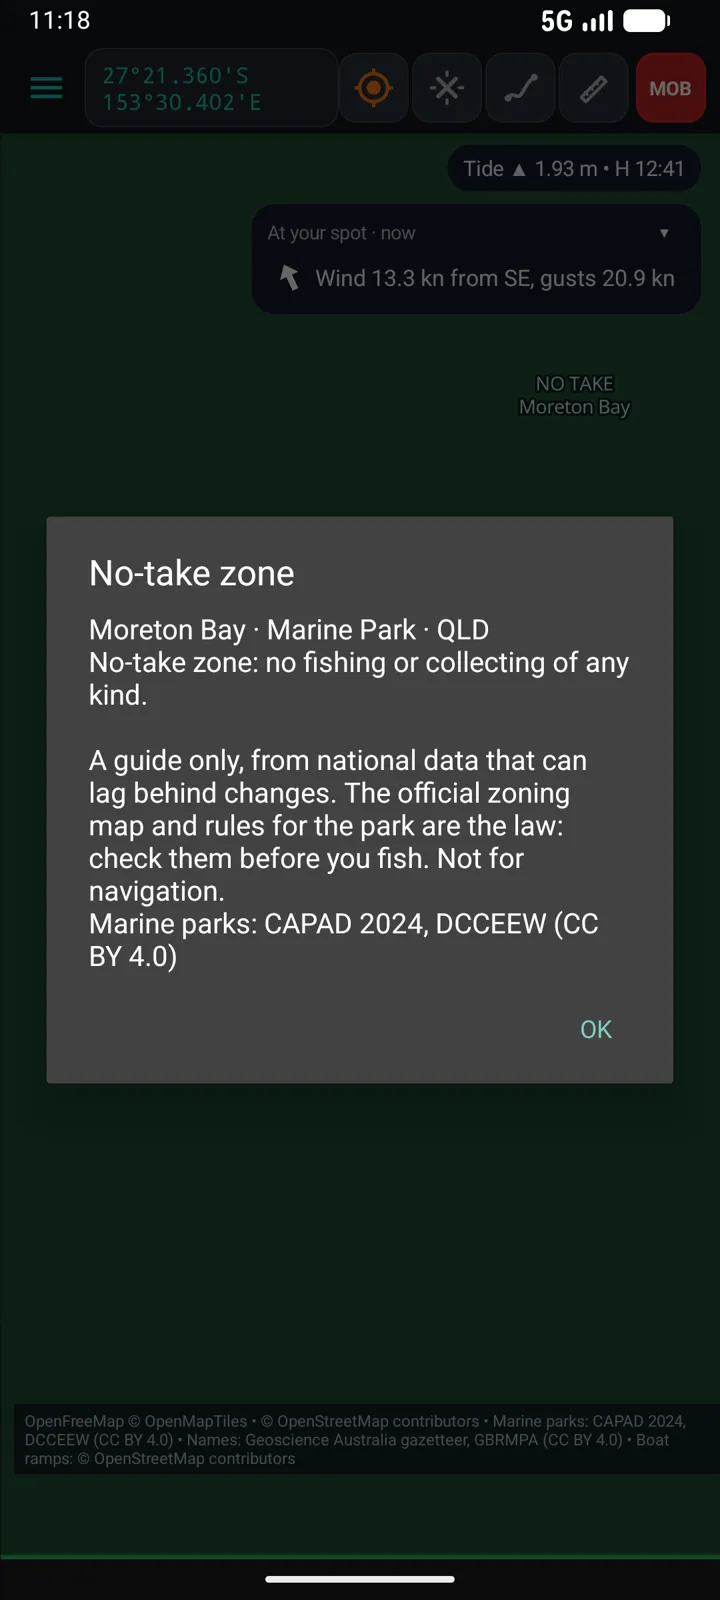 11:18
5G
27°21.360'S
153°30.402'E
MOB
Tide ▲ 1.93 m • H 12:41
At your spot · now ▼
Wind 13.3 kn from SE, gusts 20.9 kn
NO TAKE
Moreton Bay
No-take zone
Moreton Bay · Marine Park · QLD
No-take zone: no fishing or collecting of any
kind.
A guide only, from national data that can
lag behind changes. The official zoning
map and rules for the park are the law:
check them before you fish. Not for
navigation.
Marine parks: CAPAD 2024, DCCEEW (CC
BY 4.0)
OK
OpenFreeMap © OpenMapTiles • © OpenStreetMap contributors • Marine parks: CAPAD 2024,
DCCEEW (CC BY 4.0) • Names: Geoscience Australia gazetteer, GBRMPA (CC BY 4.0) • Boat
ramps: © OpenStreetMap contributors